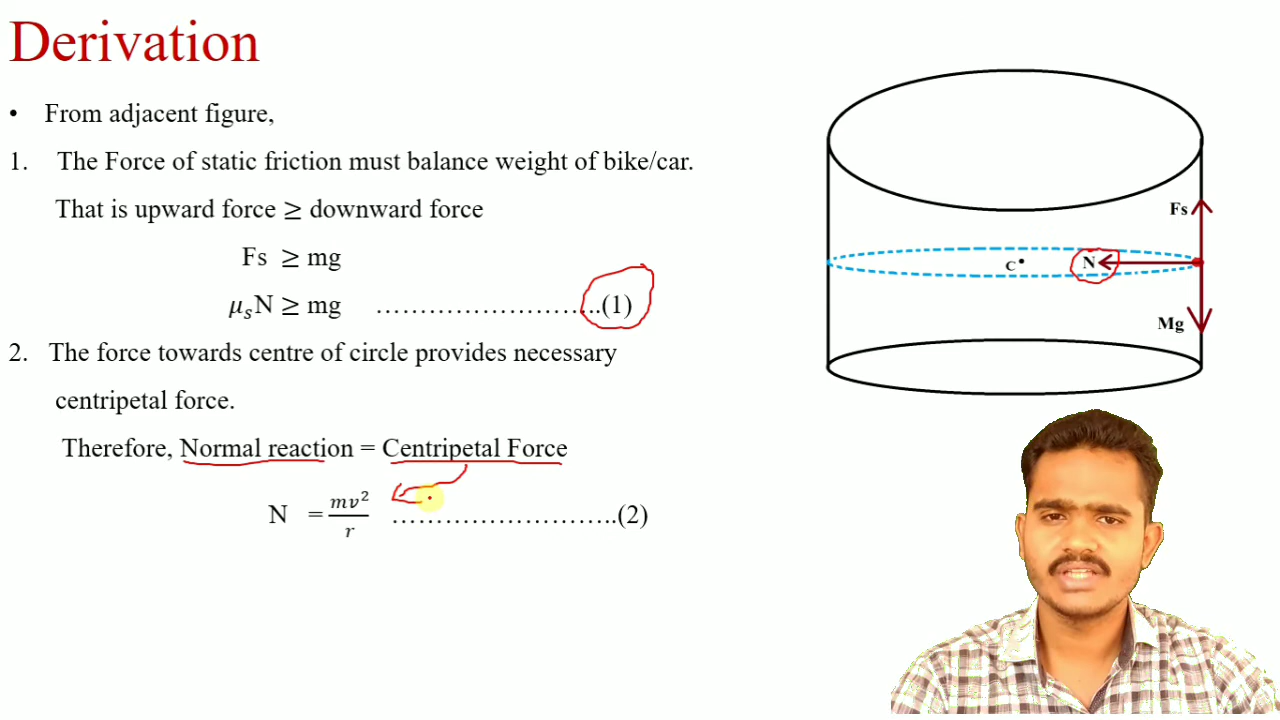 Derivation
• From adjacent figure,
1. The Force of static friction must balance weight of bike/car.
That is upward force ≥ downward force
Fs ≥ mg
μₛN ≥ mg ………………………(1)
2. The force towards centre of circle provides necessary
centripetal force.
Therefore, Normal reaction = Centripetal Force
N = mv²/r ……………………….(2)
Fs
C
N
Mg